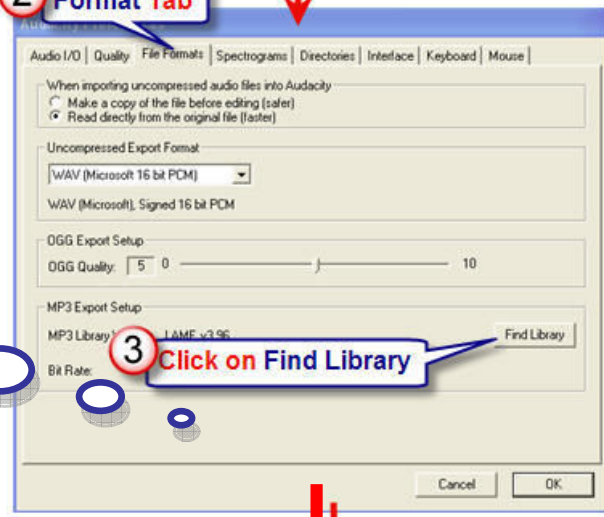 2 Format Tab
Audio I/O Quality File Formats Spectrograms Directories Interface Keyboard Mouse
When importing uncompressed audio files into Audacity
Make a copy of the file before editing (safer)
Read directly from the original file (faster)
Uncompressed Export Format
WAV (Microsoft 16 bit PCM)
WAV (Microsoft), Signed 16 bit PCM
OGG Export Setup
OGG Quality: 5 0 10
MP3 Export Setup
MP3 Library LAME v3.96 Find Library
3 Click on Find Library
Bit Rate:
Cancel OK